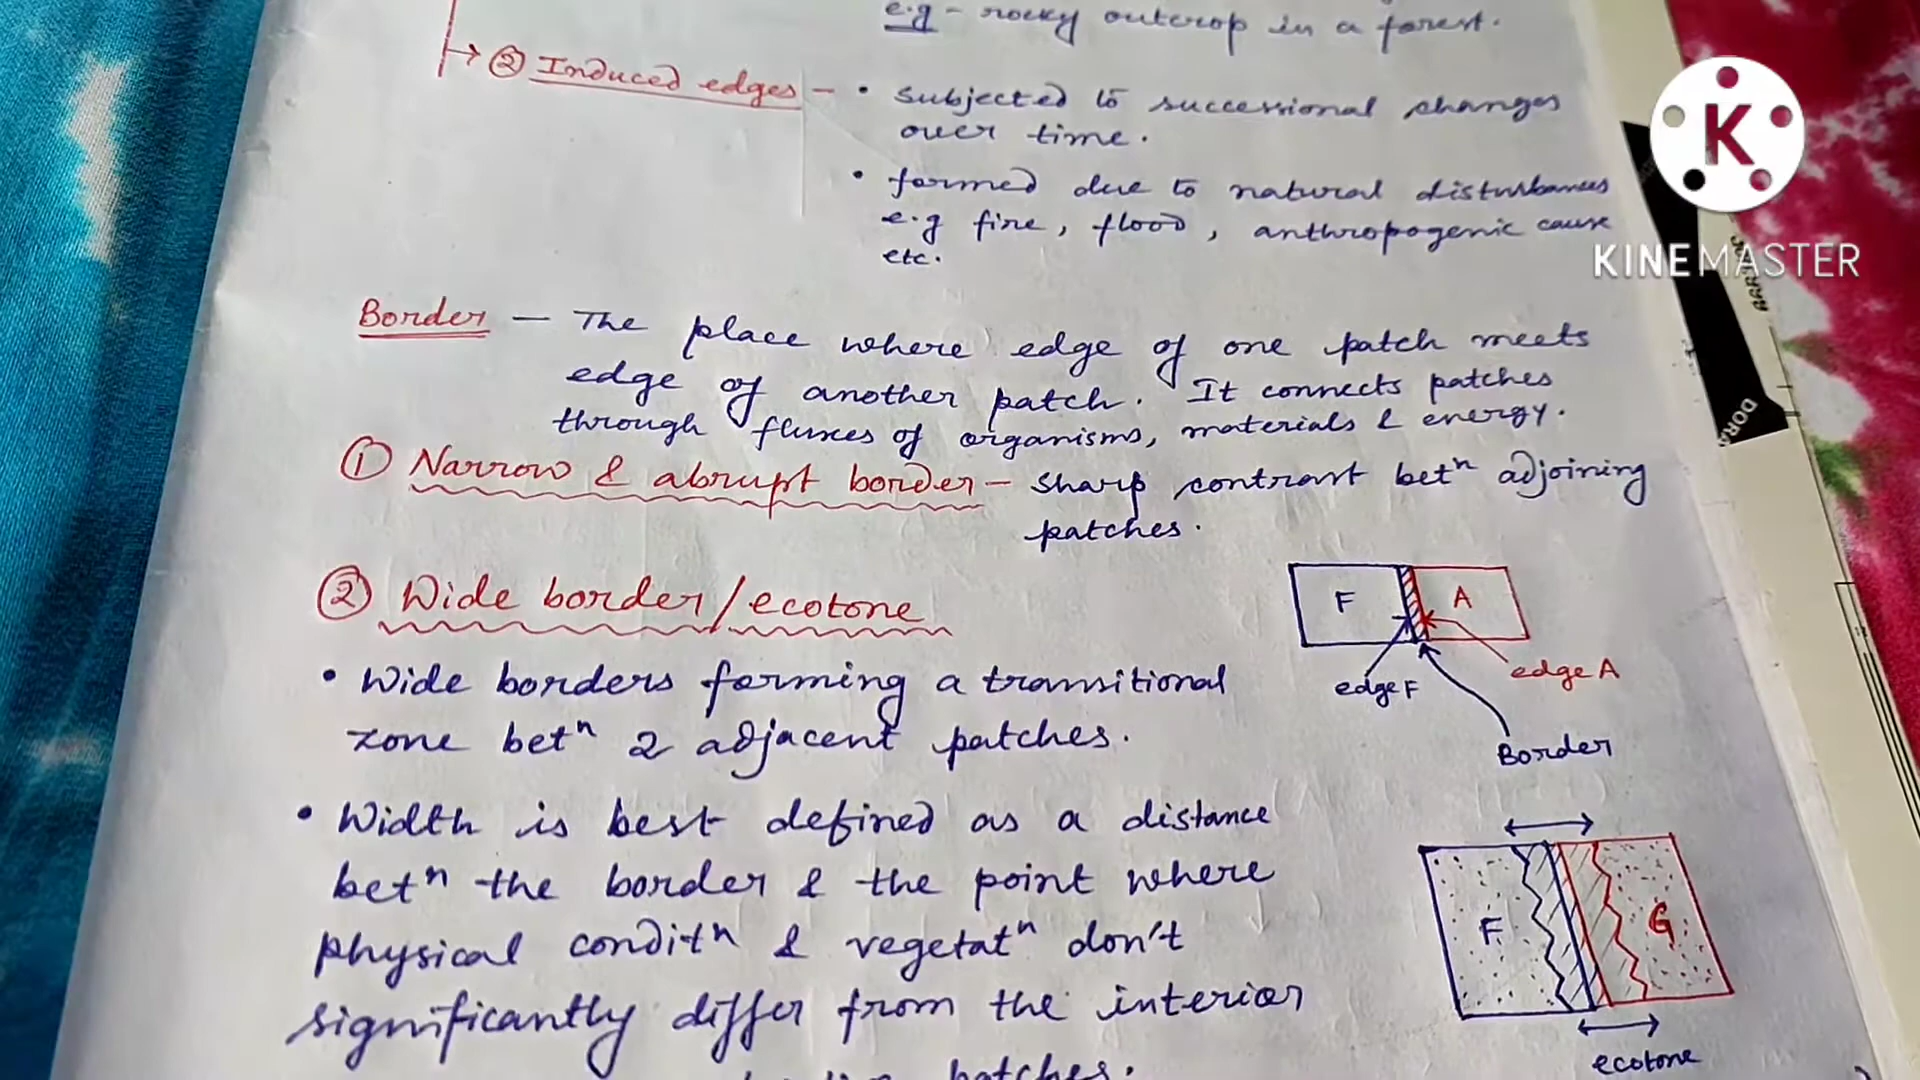 e.g - rocky outcrop in a forest.
② Induced edges - • subjected to successional changes
over time.
• formed due to natural disturbances
e.g fire, flood, anthropogenic cause
etc.
K
KINEMASTER
DORA
Border - The place where edge of one patch meets
edge of another patch. It connects patches
through fluxes of organisms, materials & energy.
① Narrow & abrupt border - sharp contrast betⁿ adjoining
patches.
② Wide border/ecotone
F A
edge F
edge A
Border
• Wide borders forming a transitional
zone betⁿ 2 adjacent patches.
• Width is best defined as a distance
betⁿ the border & the point where
physical conditⁿ & vegetatⁿ don't
significantly differ from the interior
patches.
F G
ecotone